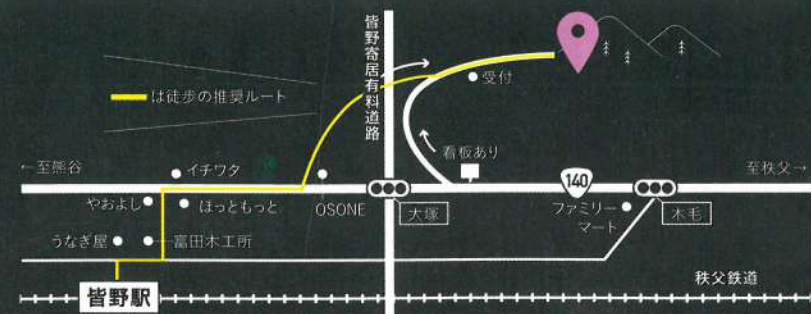 皆野寄居有料道路
は徒歩の推奨ルート
受付
←至熊谷
イチワタ
看板あり
至秩父→
やおよし
ほっともっと
OSONE
大塚
140
ファミリーマート
木毛
うなぎ屋
富田木工所
皆野駅
秩父鉄道